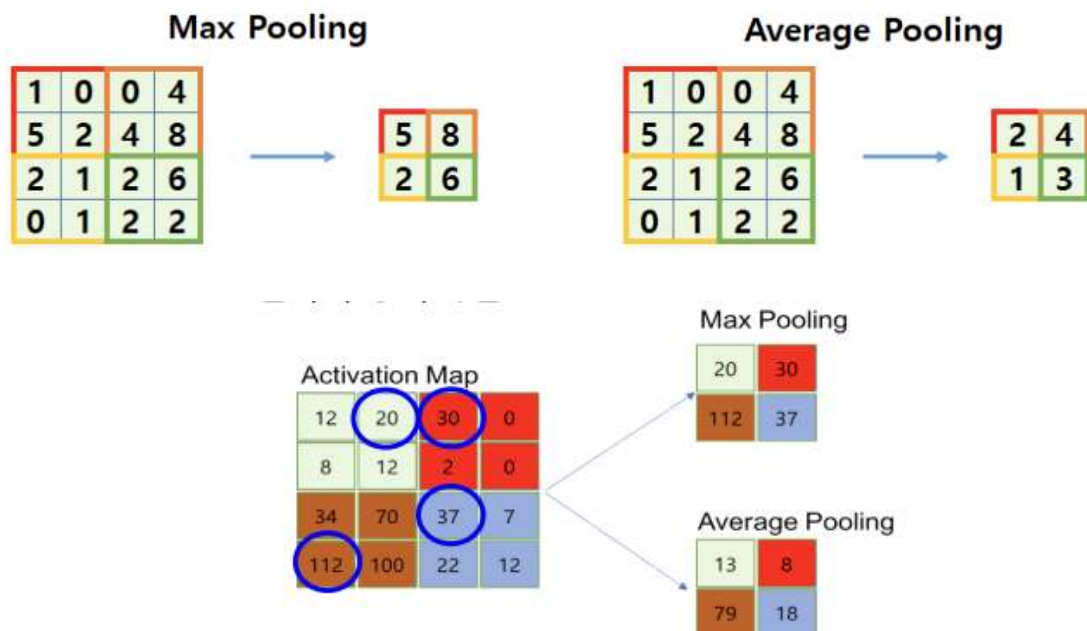 Max Pooling
1 0 0 4
5 2 4 8
2 1 2 6
0 1 2 2
5 8
2 6
Average Pooling
1 0 0 4
5 2 4 8
2 1 2 6
0 1 2 2
2 4
1 3
Activation Map
12 20 30 0
8 12 2 0
34 70 37 7
112 100 22 12
Max Pooling
20 30
112 37
Average Pooling
13 8
79 18